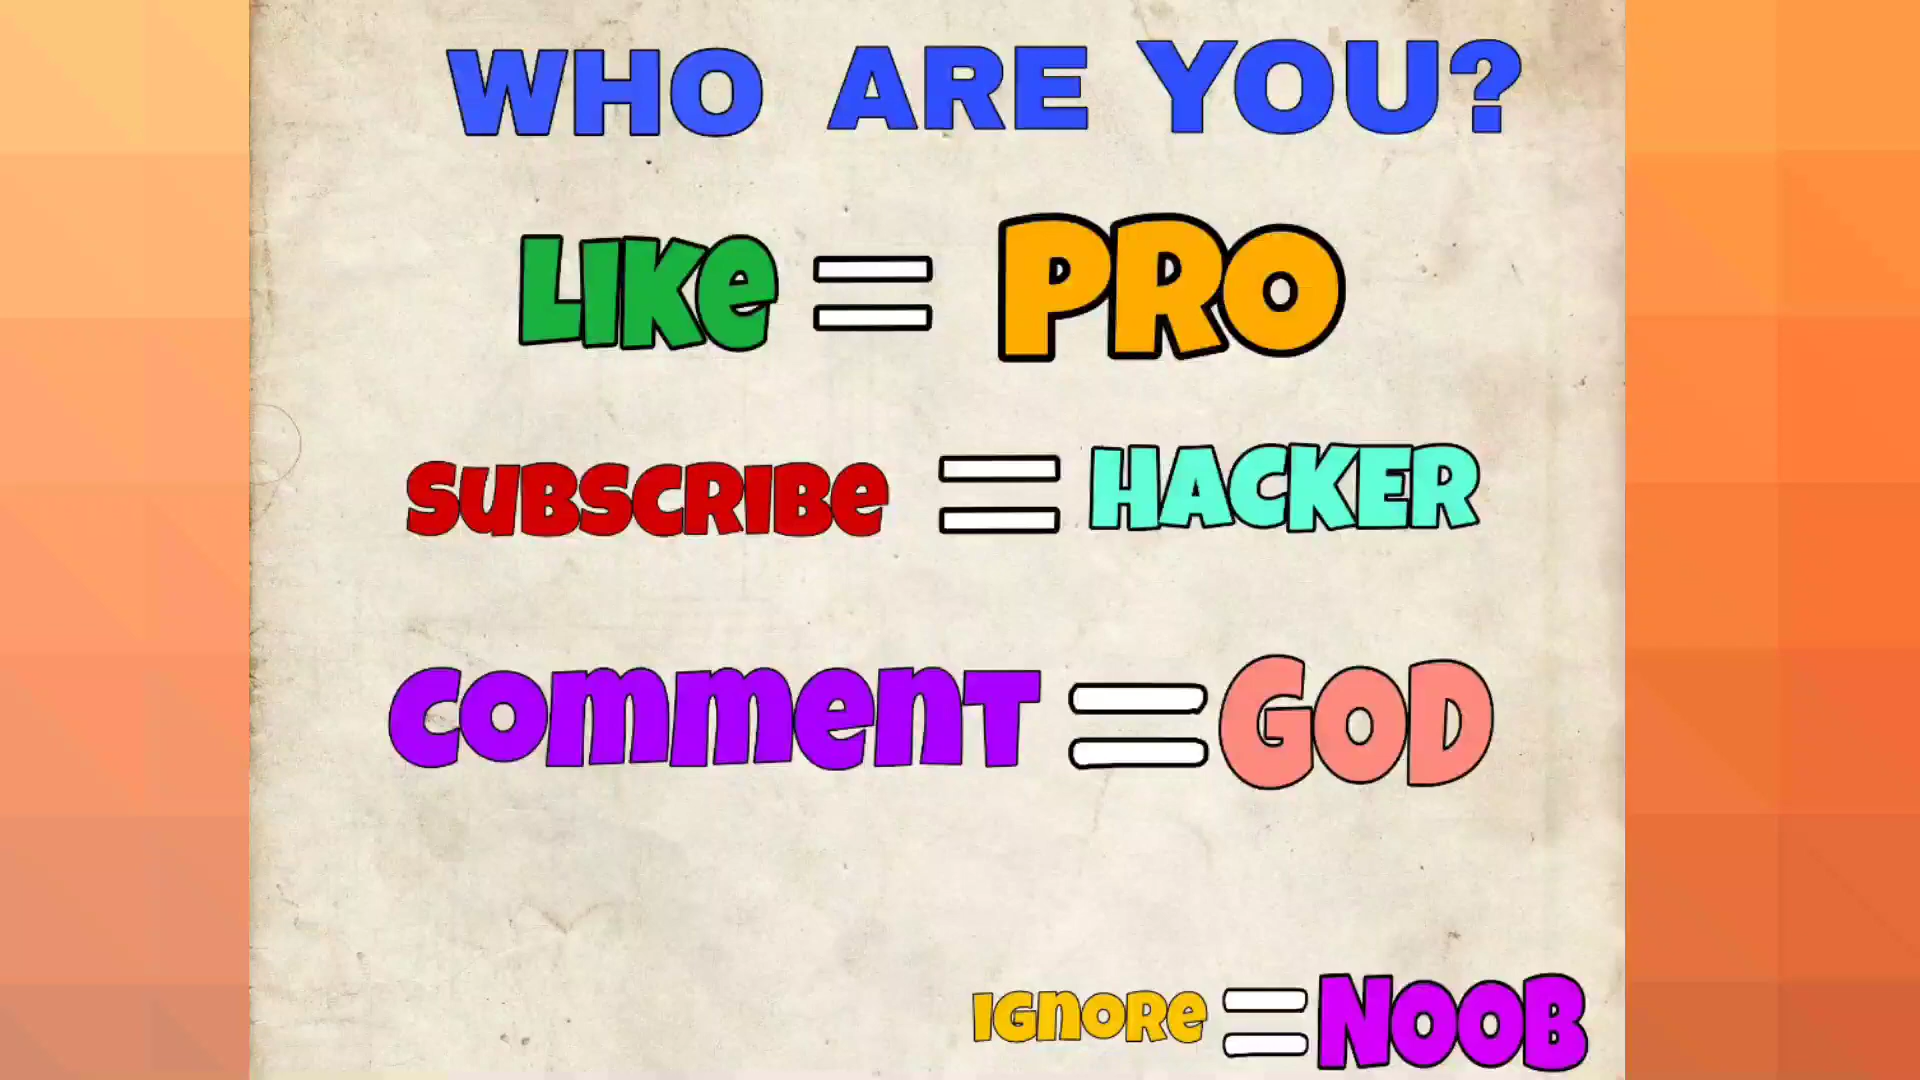 WHO ARE YOU?
LIKe = PRO
SUBSCRIBe = HACKER
Comment = GOD
IGnORe = NOOB